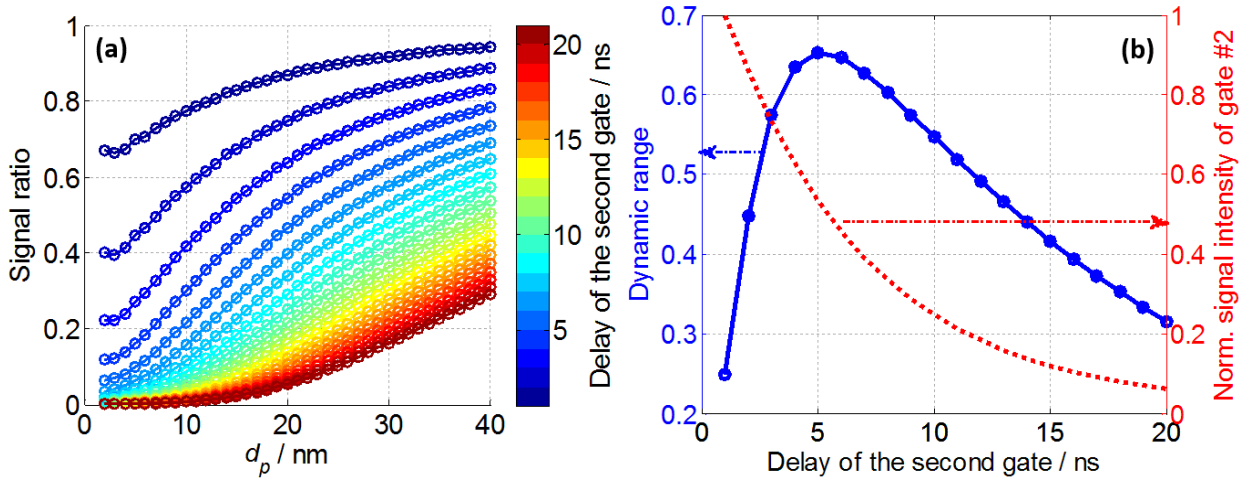 (a)
Signal ratio
1
0.8
0.6
0.4
0.2
0
0 10 20 30 40
d_p / nm
20
15
10
5
Delay of the second gate / ns
(b)
Dynamic range
0.7
0.6
0.5
0.4
0.3
0.2
0 5 10 15 20
Delay of the second gate / ns
1
0.8
0.6
0.4
0.2
0
Norm. signal intensity of gate #2